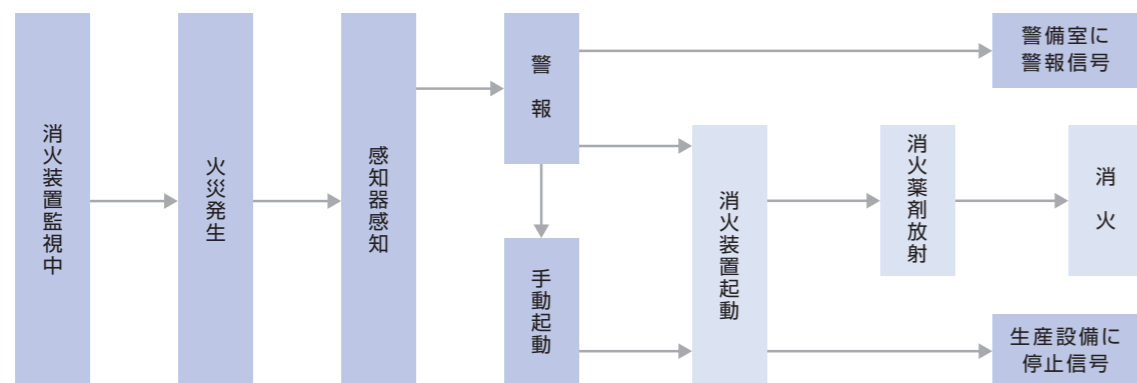 消火装置監視中
火災発生
感知器感知
警報
警備室に
警報信号
手動起動
消火装置起動
消火薬剤放射
消火
生産設備に
停止信号